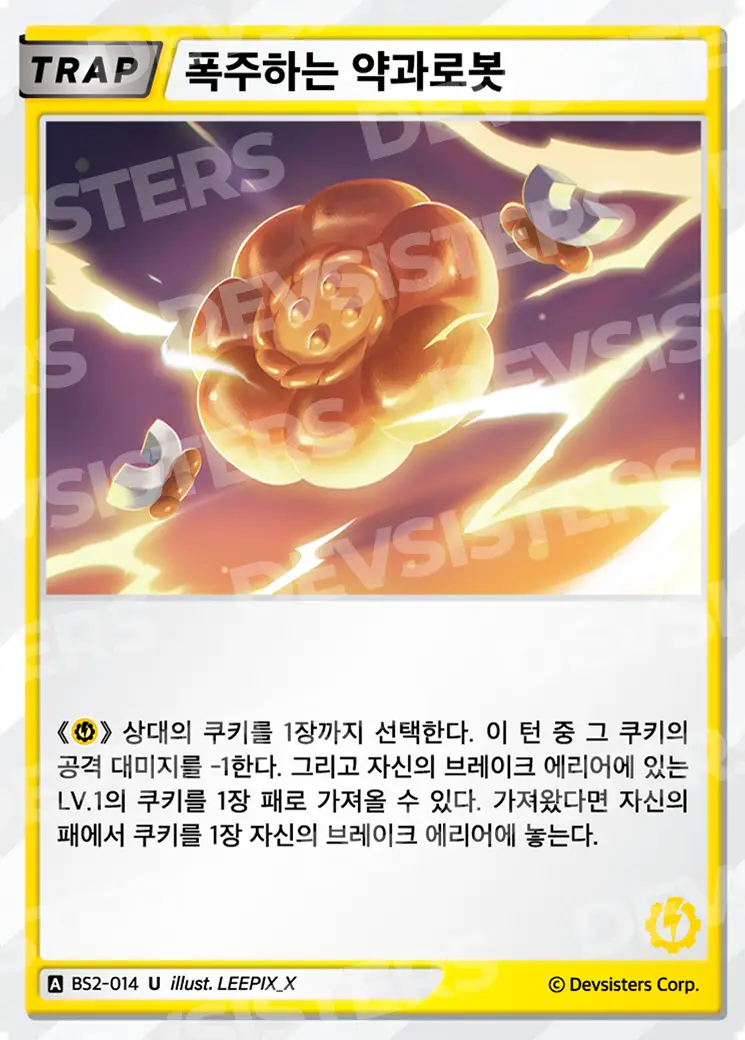 TRAP 폭주하는 약과로봇
《》 상대의 쿠키를 1장까지 선택한다. 이 턴 중 그 쿠키의
공격 대미지를 -1한다. 그리고 자신의 브레이크 에리어에 있는
LV.1의 쿠키를 1장 패로 가져올 수 있다. 가져왔다면 자신의
패에서 쿠키를 1장 자신의 브레이크 에리어에 놓는다.
A BS2-014 U illust. LEEPIX_X © Devsisters Corp.
DEVSISTERS